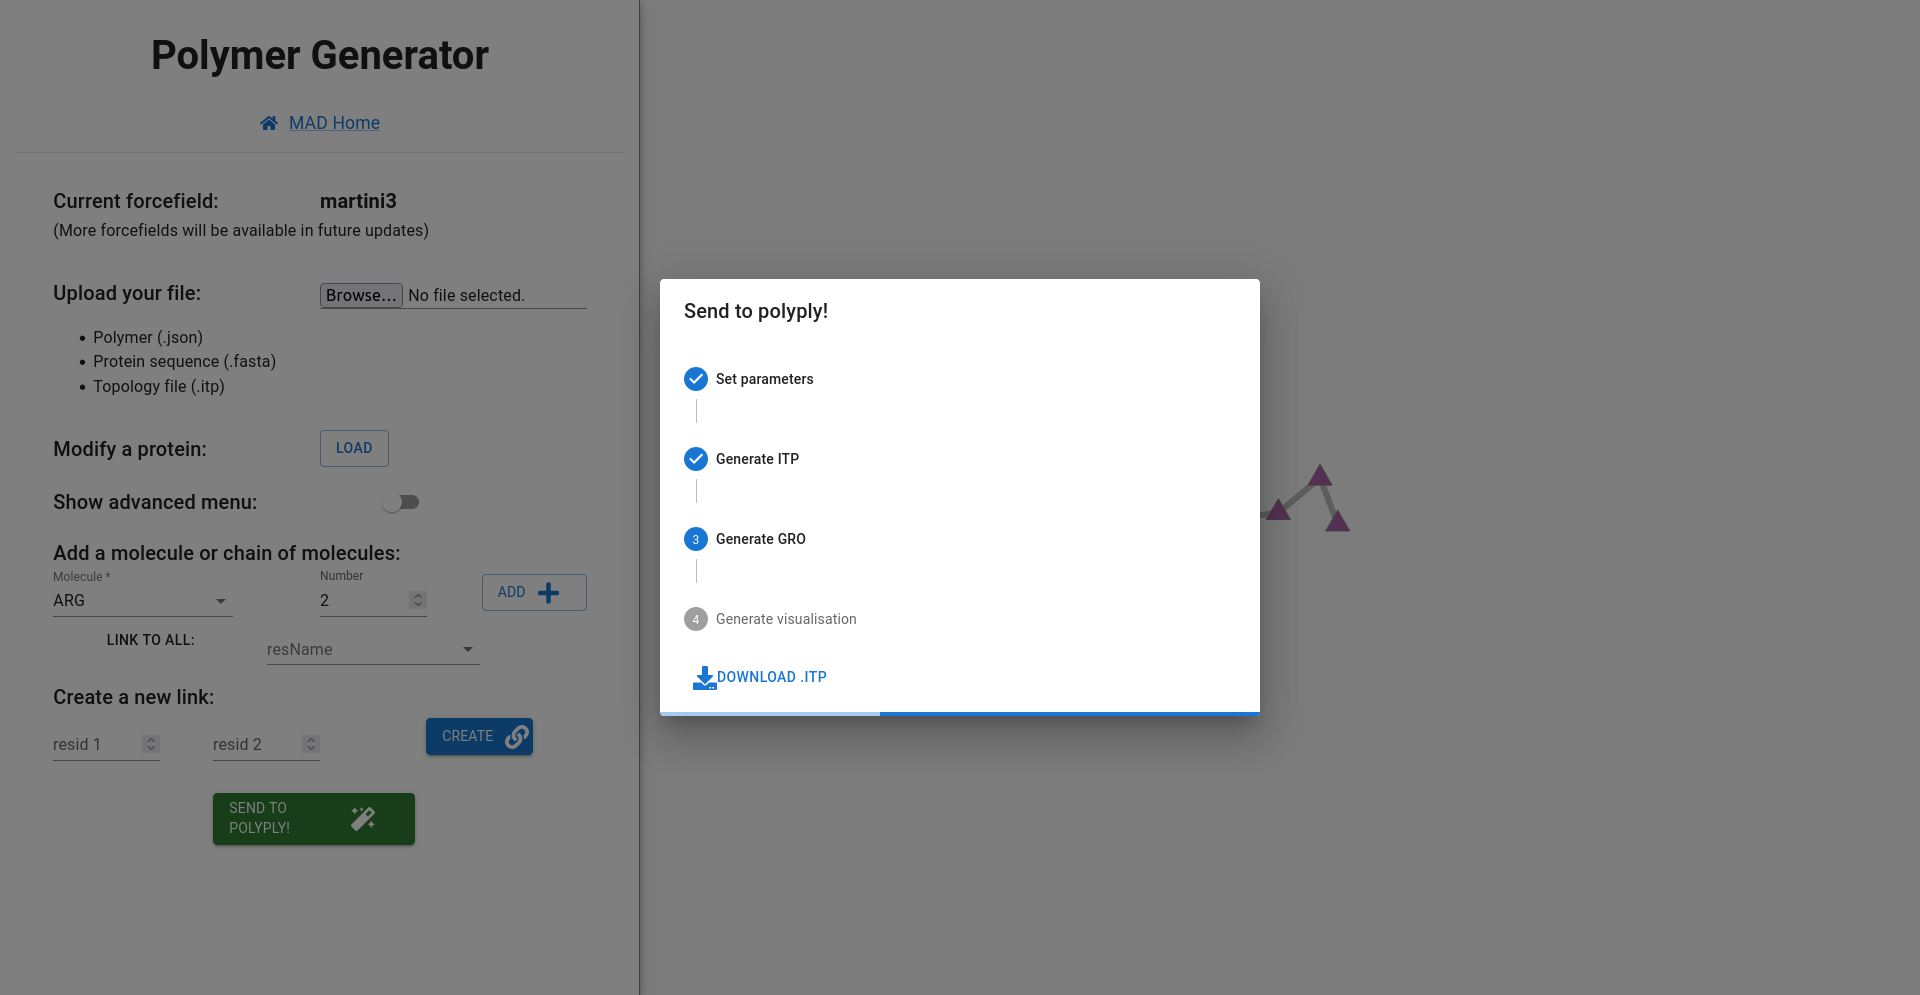 Polymer Generator
MAD Home
Current forcefield: martini3
(More forcefields will be available in future updates)
Upload your file: Browse... No file selected.
Polymer (.json)
Protein sequence (.fasta)
Topology file (.itp)
Modify a protein: LOAD
Show advanced menu:
Add a molecule or chain of molecules:
Molecule * Number
ARG 2 ADD
LINK TO ALL: resName
Create a new link:
resid 1 resid 2 CREATE
SEND TO
POLYPLY!
Send to polyply!
Set parameters
Generate ITP
3 Generate GRO
4 Generate visualisation
DOWNLOAD .ITP